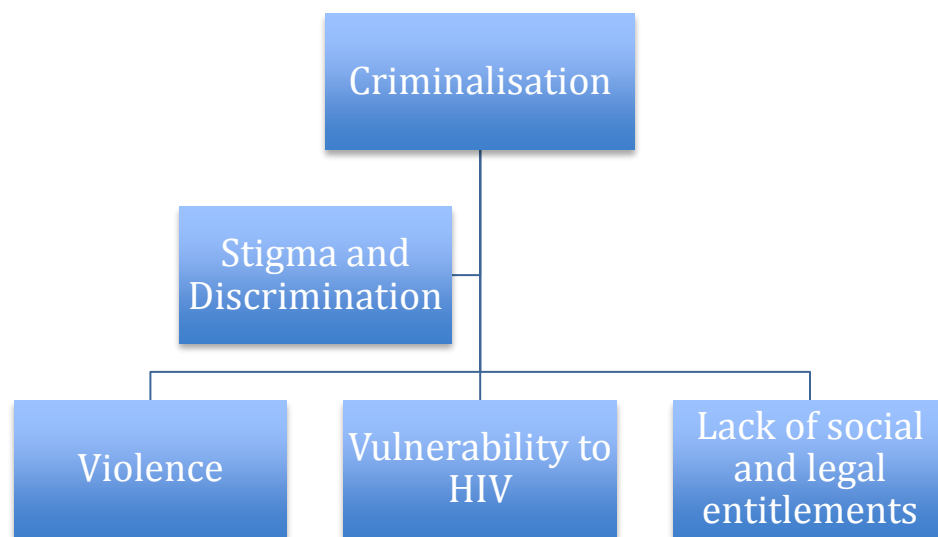 Criminalisation
Stigma and
Discrimination
Violence
Vulnerability to
HIV
Lack of social
and legal
entitlements